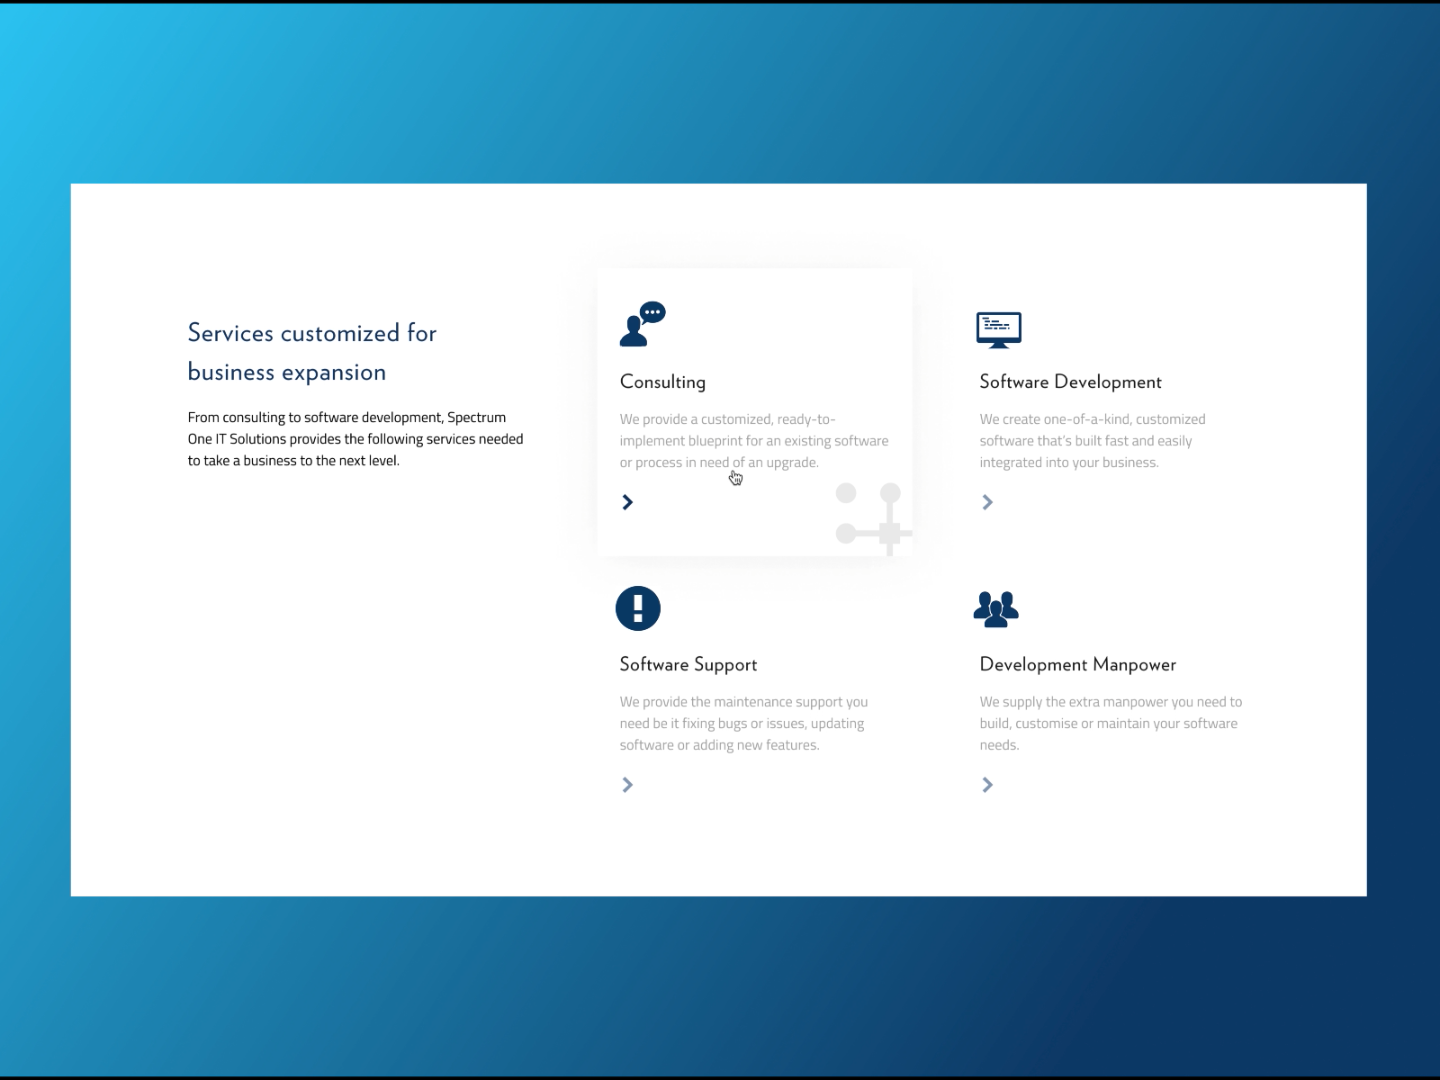 Services customized for
business expansion
From consulting to software development, Spectrum
One IT Solutions provides the following services needed
to take a business to the next level.
Consulting
We provide a customized, ready-to-
implement blueprint for an existing software
or process in need of an upgrade.
Software Development
We create one-of-a-kind, customized
software that's built fast and easily
integrated into your business.
Software Support
We provide the maintenance support you
need be it fixing bugs or issues, updating
software or adding new features.
Development Manpower
We supply the extra manpower you need to
build, customise or maintain your software
needs.